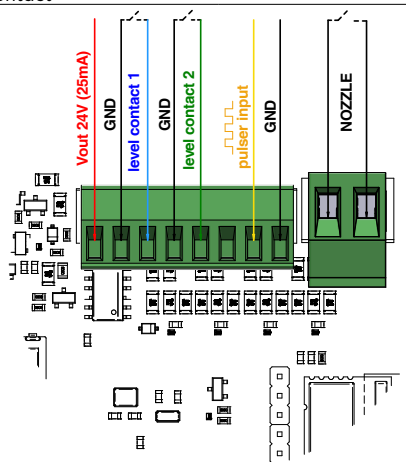 Vout 24V (25mA)
GND
level contact 1
GND
level contact 2
pulser input
GND
NOZZLE